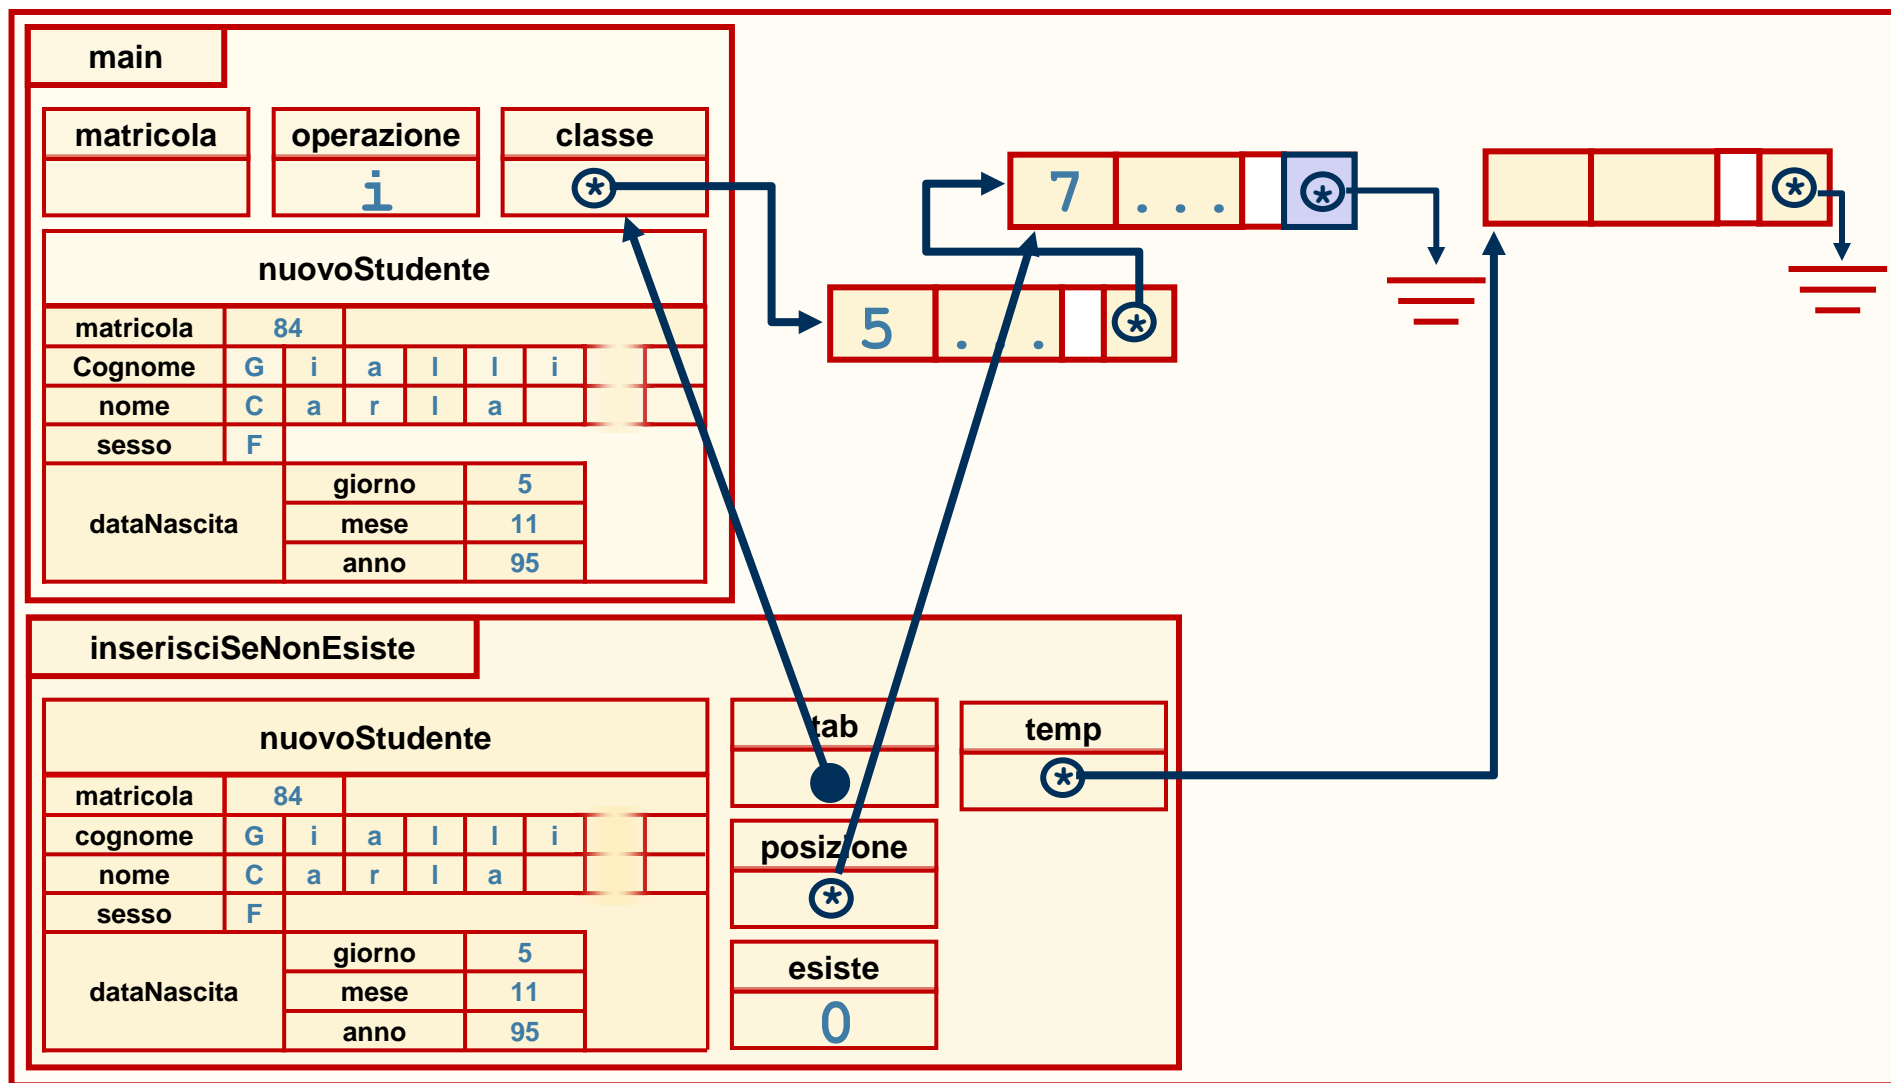 main
matricola operazione classe
i *
nuovoStudente
matricola 84
Cognome G i a l l i
nome C a r l a
sesso F
dataNascita
giorno 5
mese 11
anno 95
7 . . . *
*
5 . . . *
inserisciSeNonEsiste
nuovoStudente
matricola 84
cognome G i a l l i
nome C a r l a
sesso F
dataNascita
giorno 5
mese 11
anno 95
tab
temp
*
posizione
*
esiste
0